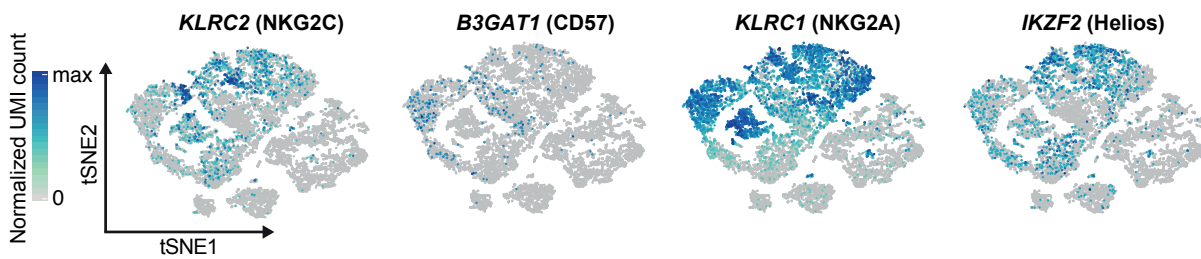 KLRC2 (NKG2C)
B3GAT1 (CD57)
KLRC1 (NKG2A)
IKZF2 (Helios)
Normalized UMI count
max
0
tSNE2
tSNE1